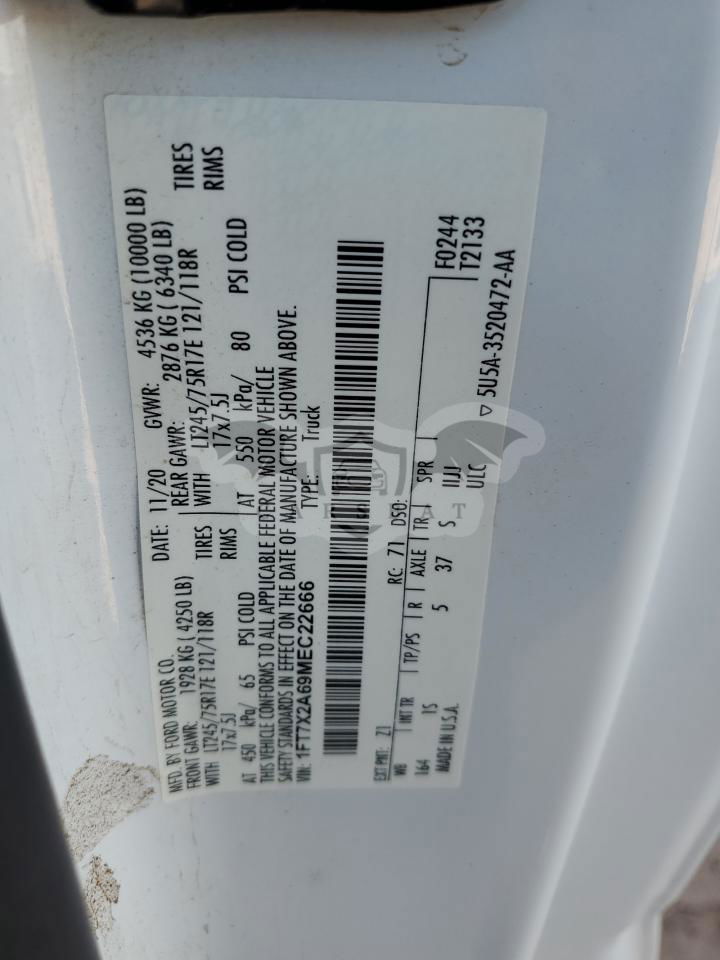 MFD. BY FORD MOTOR CO.
DATE: 11/20 GVWR: 4536 KG (10000 LB)
FRONT GAWR: 1928 KG ( 4250 LB) REAR GAWR: 2876 KG ( 6340 LB)
WITH LT245/75R17E 121/118R TIRES WITH LT245/75R17E 121/118R TIRES
17x7.5J RIMS 17x7.5J RIMS
AT 450 kPa/ 65 PSI COLD AT 550 kPa/ 80 PSI COLD
THIS VEHICLE CONFORMS TO ALL APPLICABLE FEDERAL MOTOR VEHICLE
SAFETY STANDARDS IN EFFECT ON THE DATE OF MANUFACTURE SHOWN ABOVE.
VIN: 1FT7X2A69MEC22666 TYPE: Truck
F0244
T2133
EXT PNT: Z1 RC: 71 DSO:
WB INT TR TP/PS R AXLE TR SPR
164 1S 5 37 S
MADE IN U.S.A. ULC
▽ 5U5A-3520472-AA